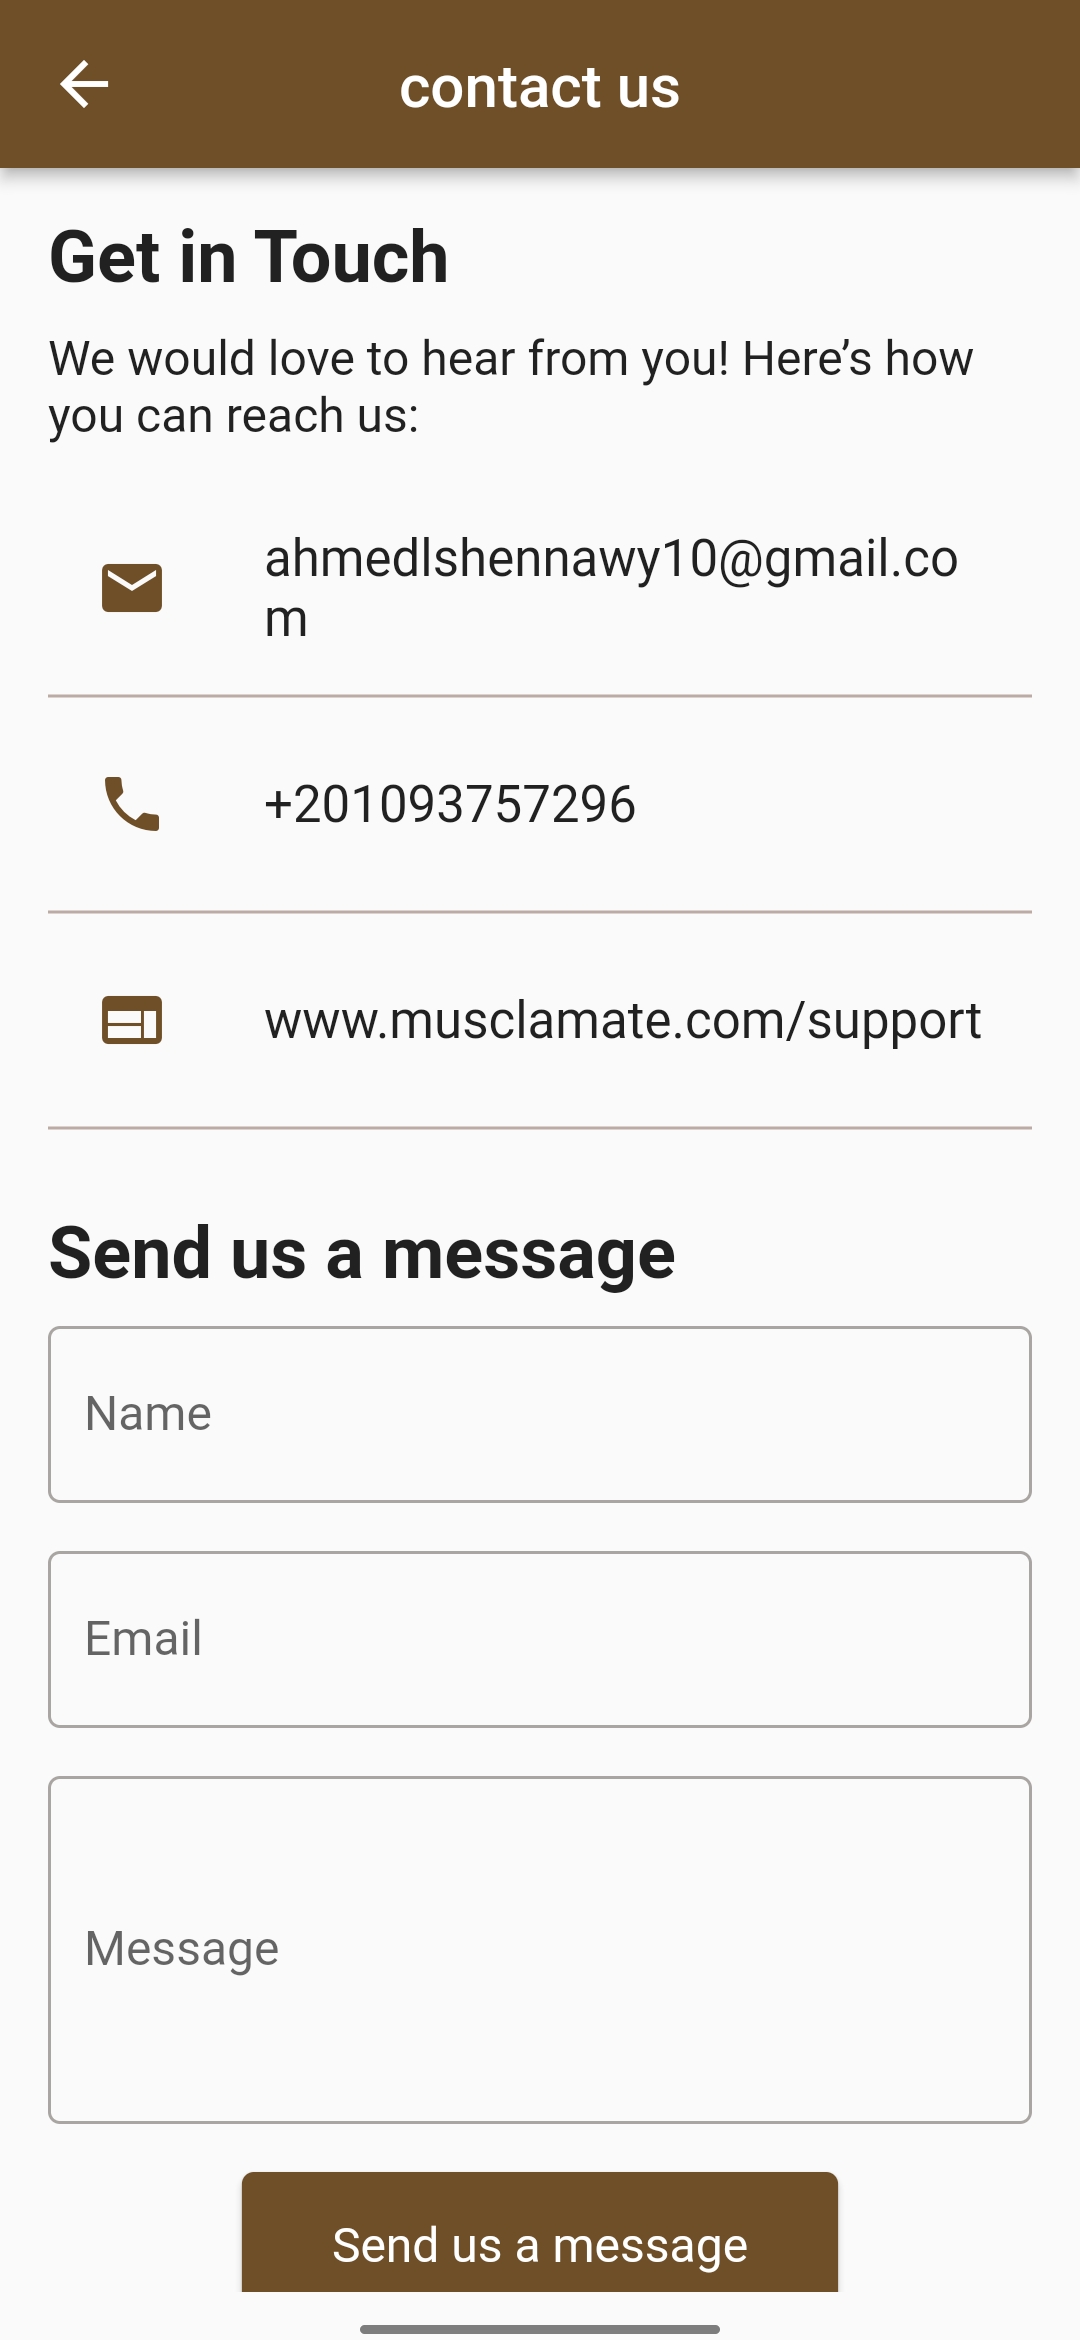 contact us
Get in Touch
We would love to hear from you! Here’s how
you can reach us:
ahmedlshennawy10@gmail.co
m
+201093757296
www.musclamate.com/support
Send us a message
Name
Email
Message
Send us a message